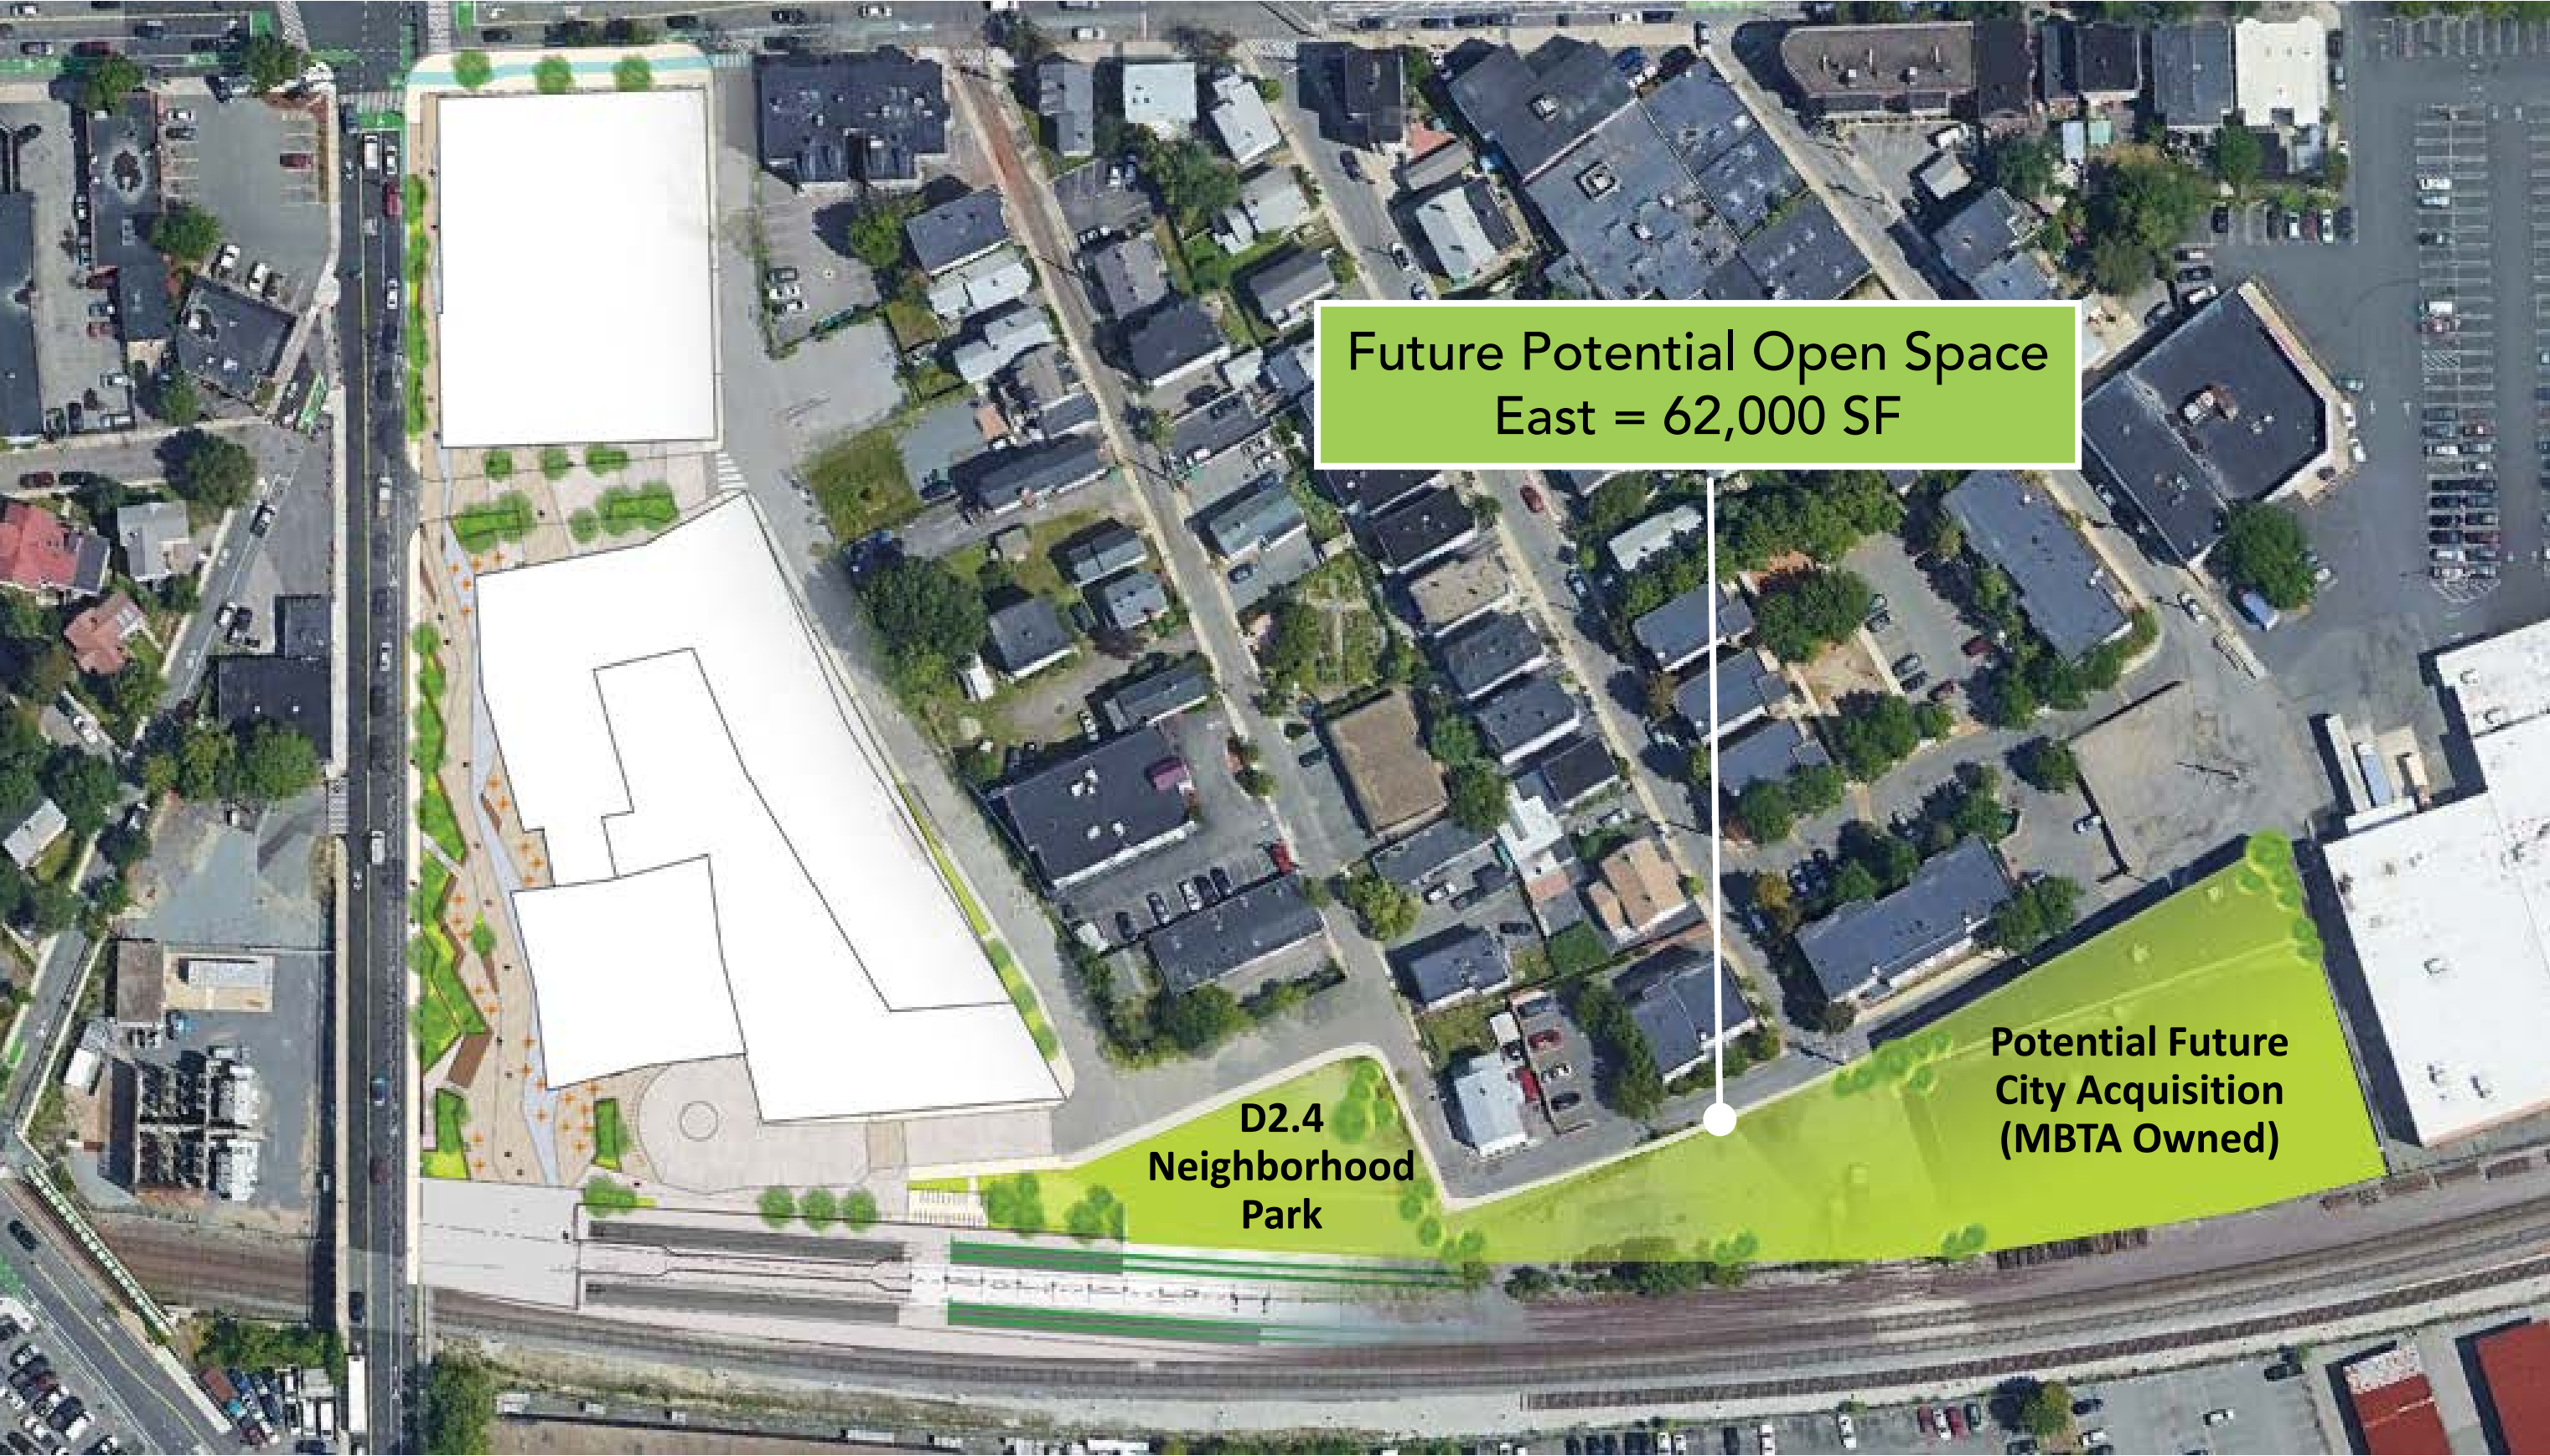 Future Potential Open Space
East = 62,000 SF
Potential Future
City Acquisition
(MBTA Owned)
D2.4
Neighborhood
Park